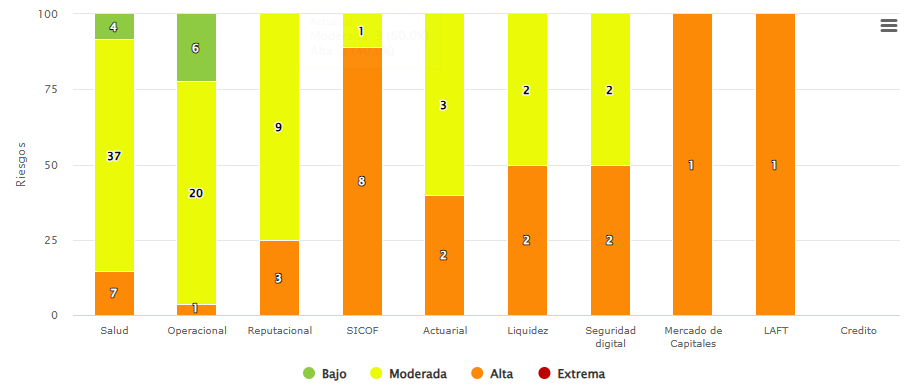 100
75
50
25
0
Riesgos
4
37
7
6
20
1
9
3
1
8
3
2
2
2
2
2
1
1
Salud
Operacional
Reputacional
SICOF
Actuarial
Liquidez
Seguridad
digital
Mercado de
Capitales
LAFT
Credito
Bajo
Moderada
Alta
Extrema